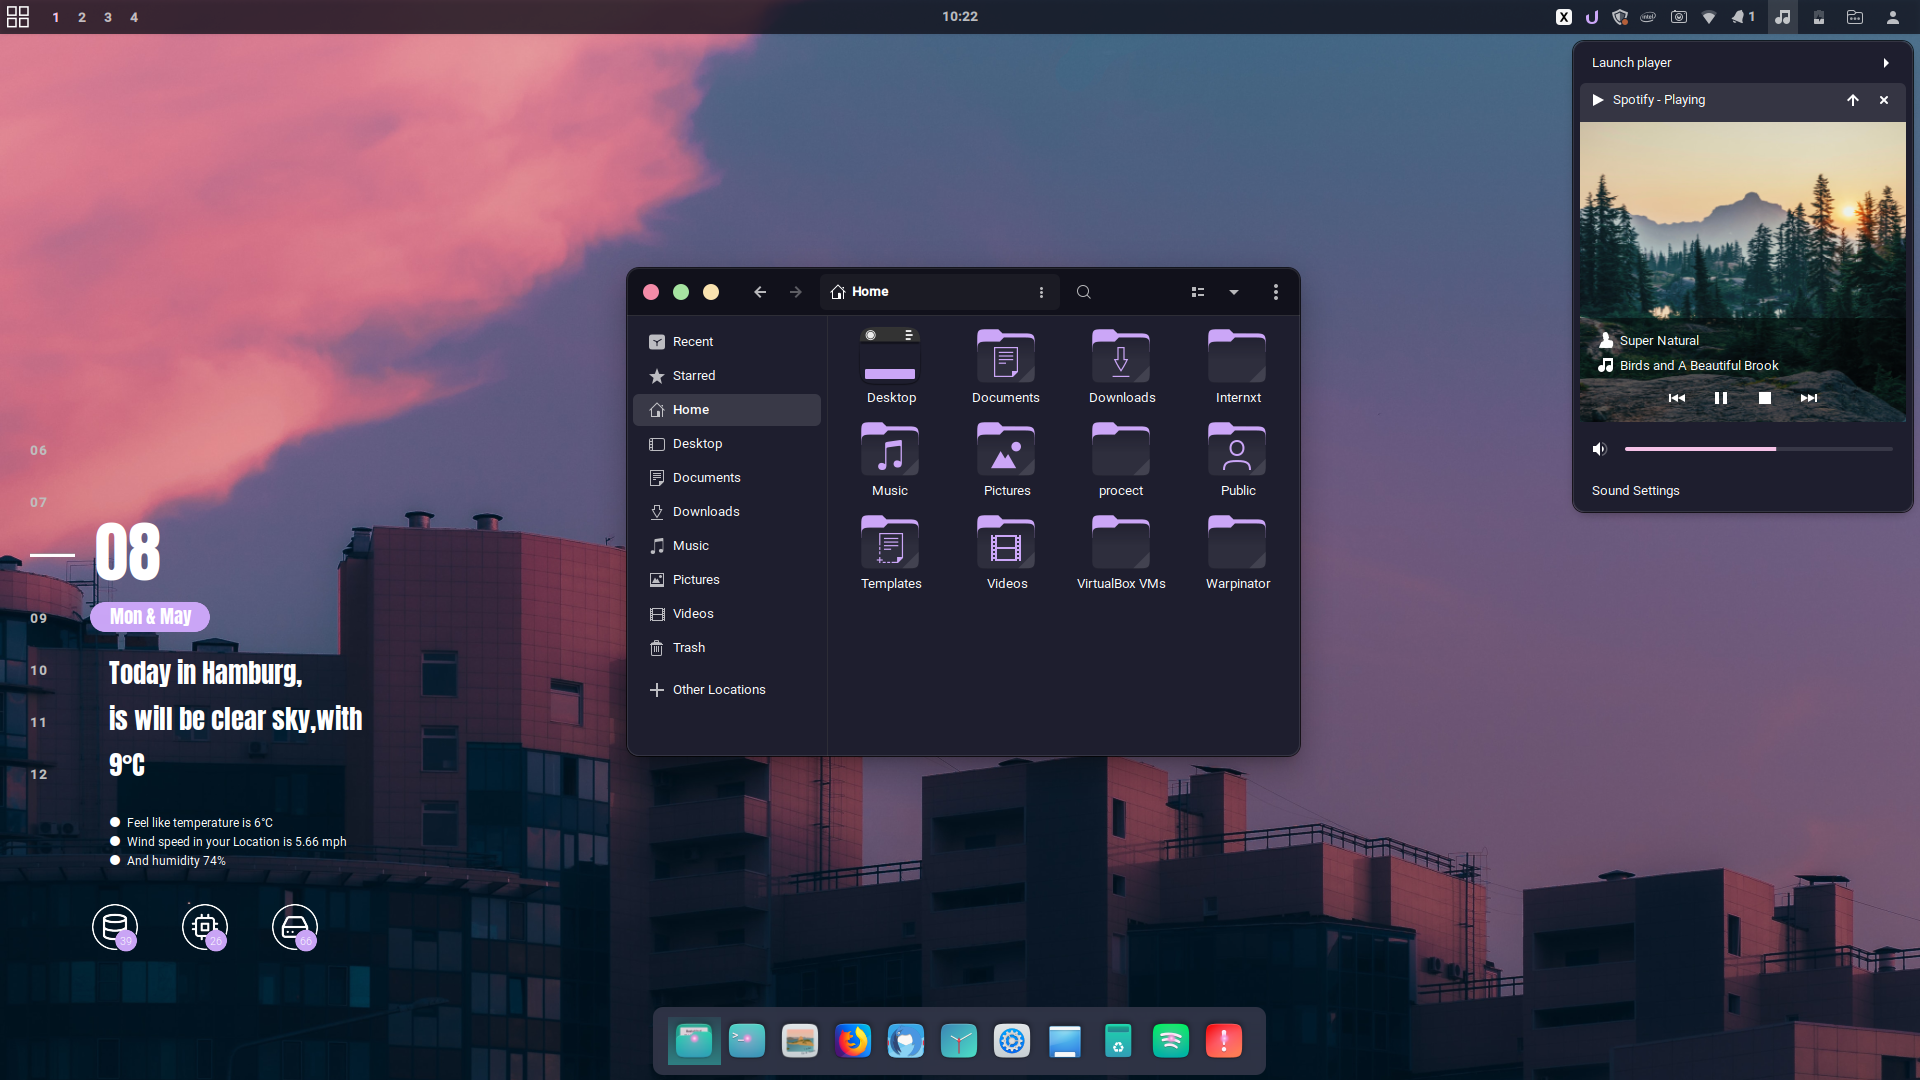 1 2 3 4
10:22
X
intel
1
Launch player
Spotify - Playing
Super Natural
Birds and A Beautiful Brook
Sound Settings
Home
Recent
Starred
Home
Desktop
Documents
Downloads
Music
Pictures
Videos
Trash
Other Locations
Desktop
Documents
Downloads
Internxt
Music
Pictures
procect
Public
Templates
Videos
VirtualBox VMs
Warpinator
06
07
08
Mon & May
09
10
11
12
Today in Hamburg,
is will be clear sky,with
9°C
Feel like temperature is 6°C
Wind speed in your Location is 5.66 mph
And humidity 74%
39
26
66
>_